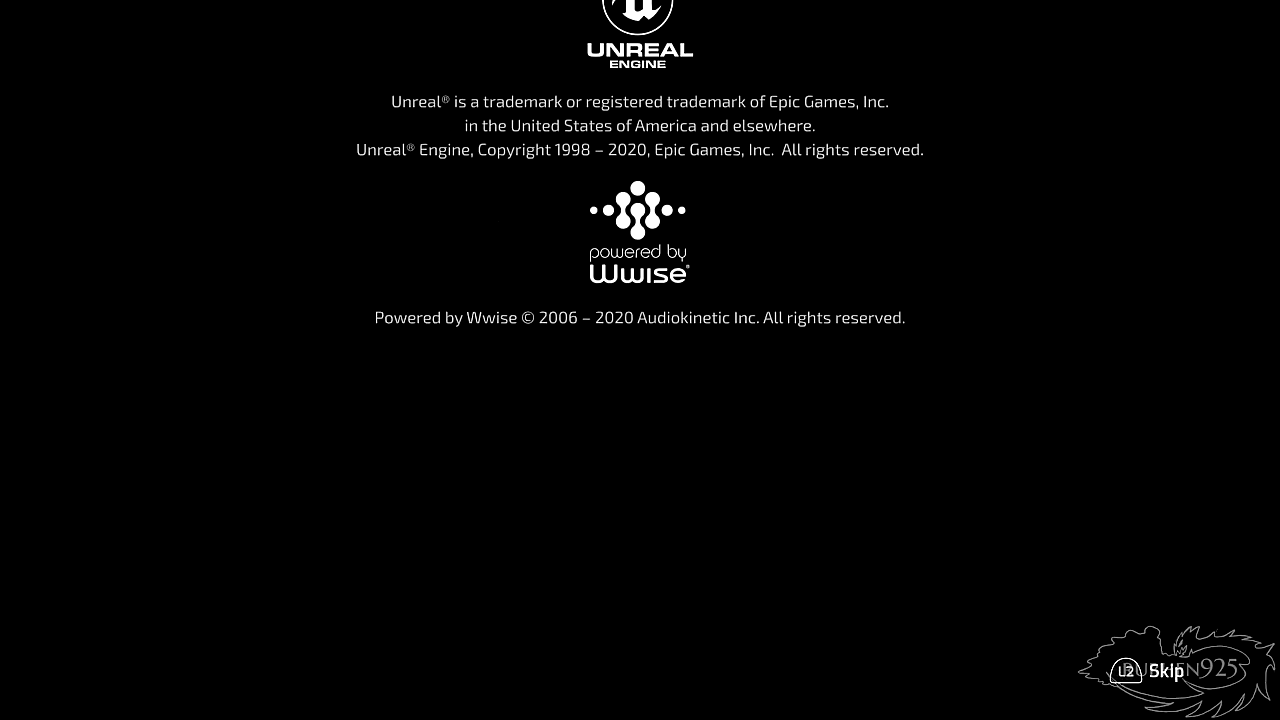 UNREAL
ENGINE
Unreal® is a trademark or registered trademark of Epic Games, Inc.
in the United States of America and elsewhere.
Unreal® Engine, Copyright 1998 – 2020, Epic Games, Inc. All rights reserved.
powered by
Wwise®
Powered by Wwise © 2006 – 2020 Audiokinetic Inc. All rights reserved.
L2 Skip